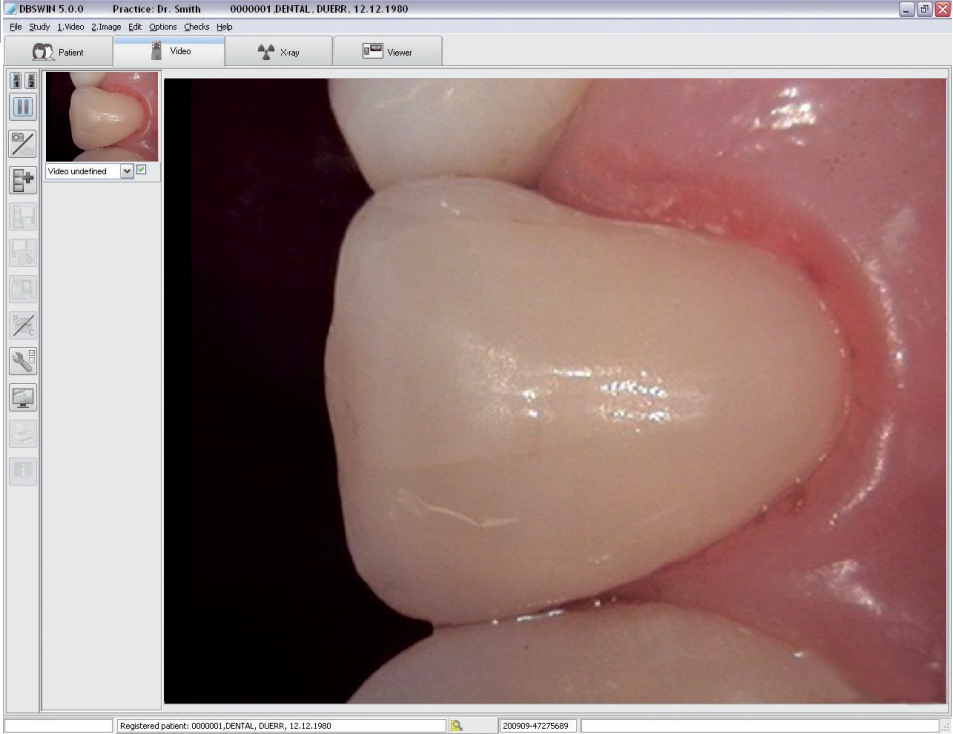 DBSWIN 5.0.0 Practice: Dr. Smith 0000001,DENTAL, DUERR, 12.12.1980
File Study 1.Video 2.Image Edit Options Checks Help
Patient Video X-ray Viewer
1 2
Video undefined
Registered patient: 0000001,DENTAL, DUERR, 12.12.1980 200909-47275689